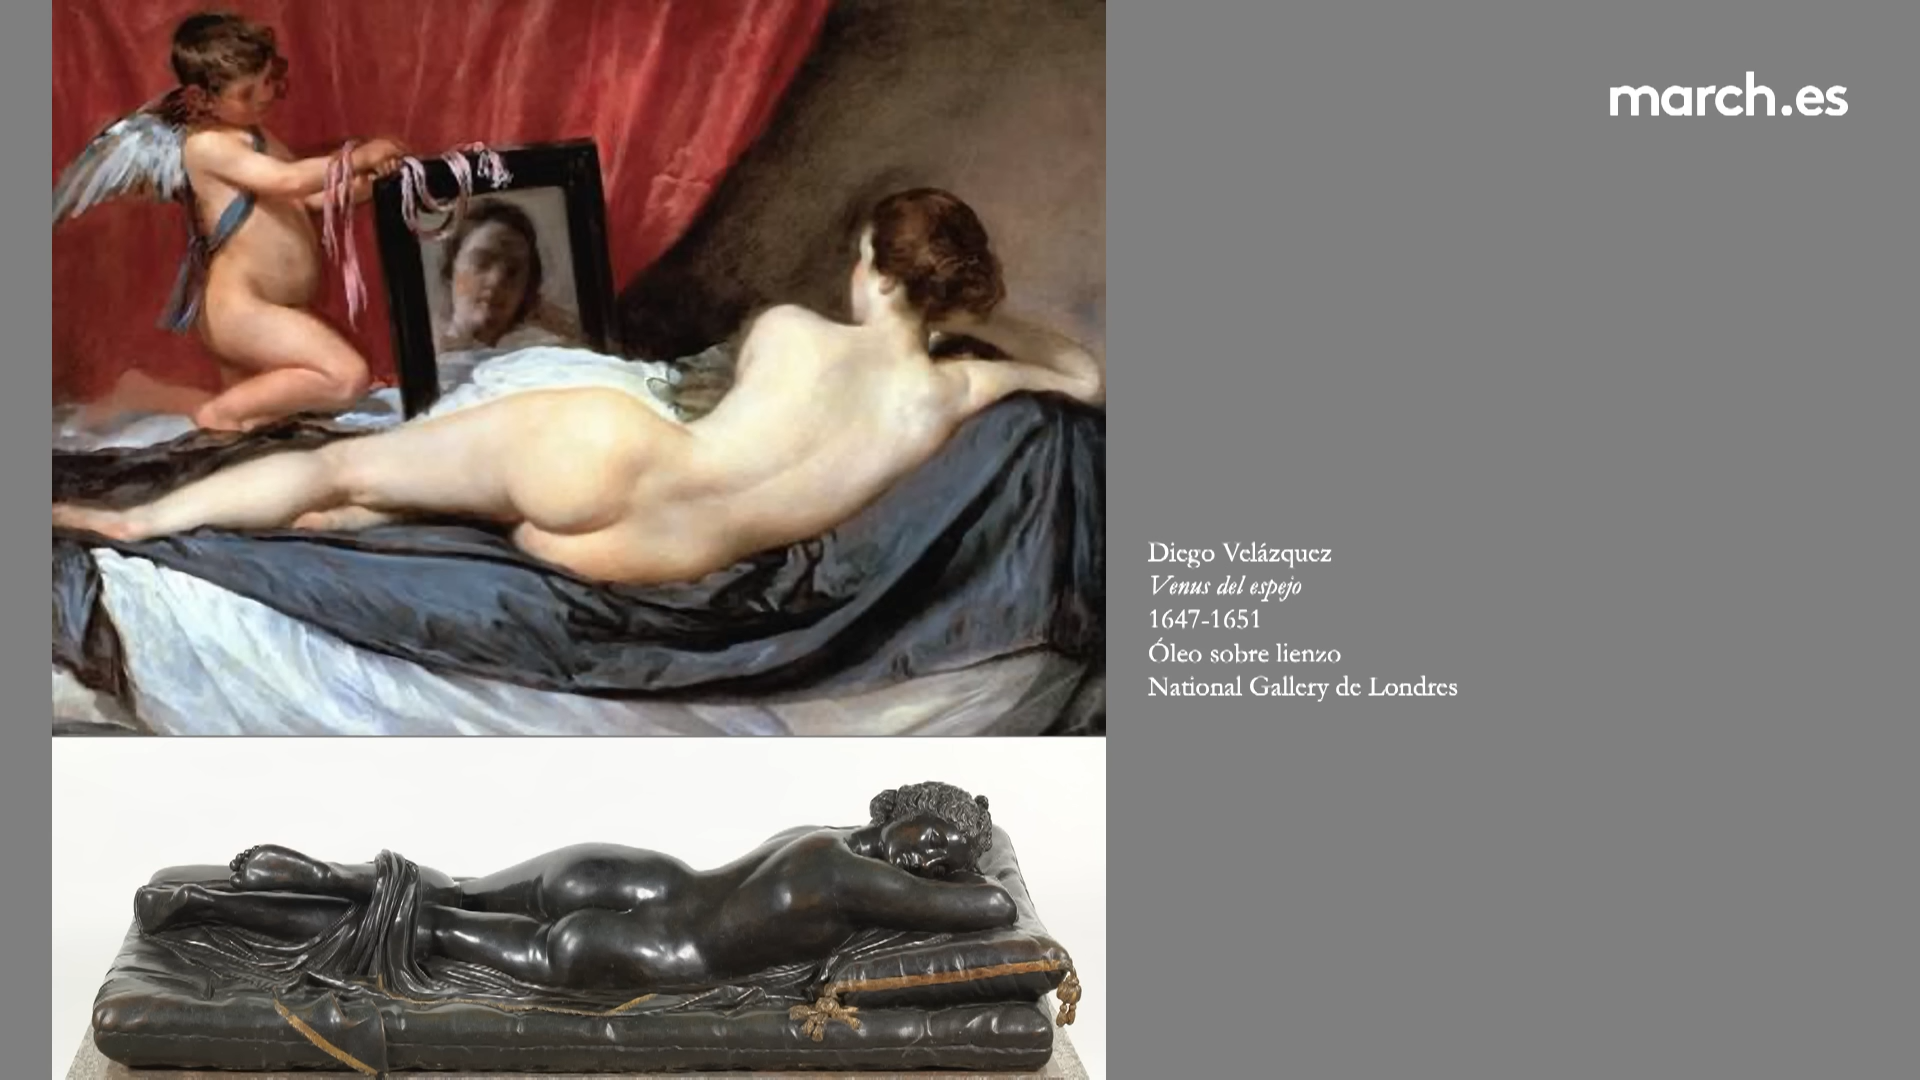 march.es
Diego Velázquez
Venus del espejo
1647-1651
Óleo sobre lienzo
National Gallery de Londres